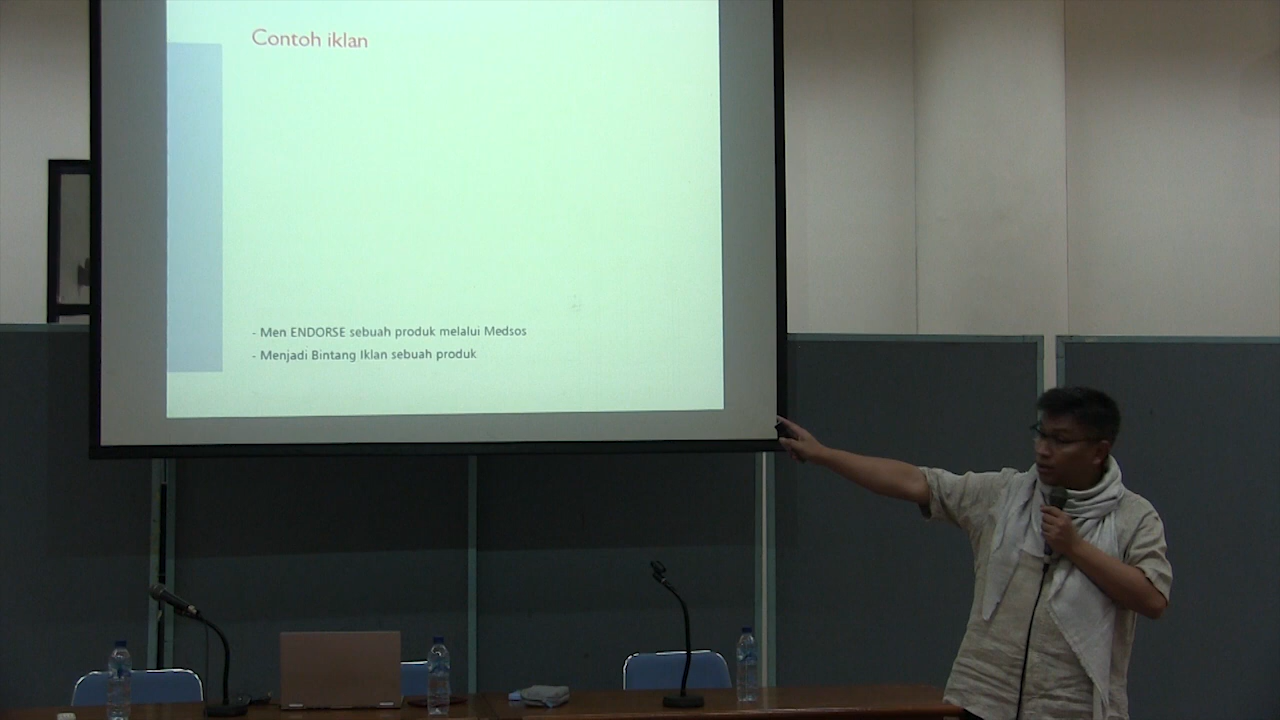 Contoh iklan
- Men ENDORSE sebuah produk melalui Medsos
- Menjadi Bintang Iklan sebuah produk